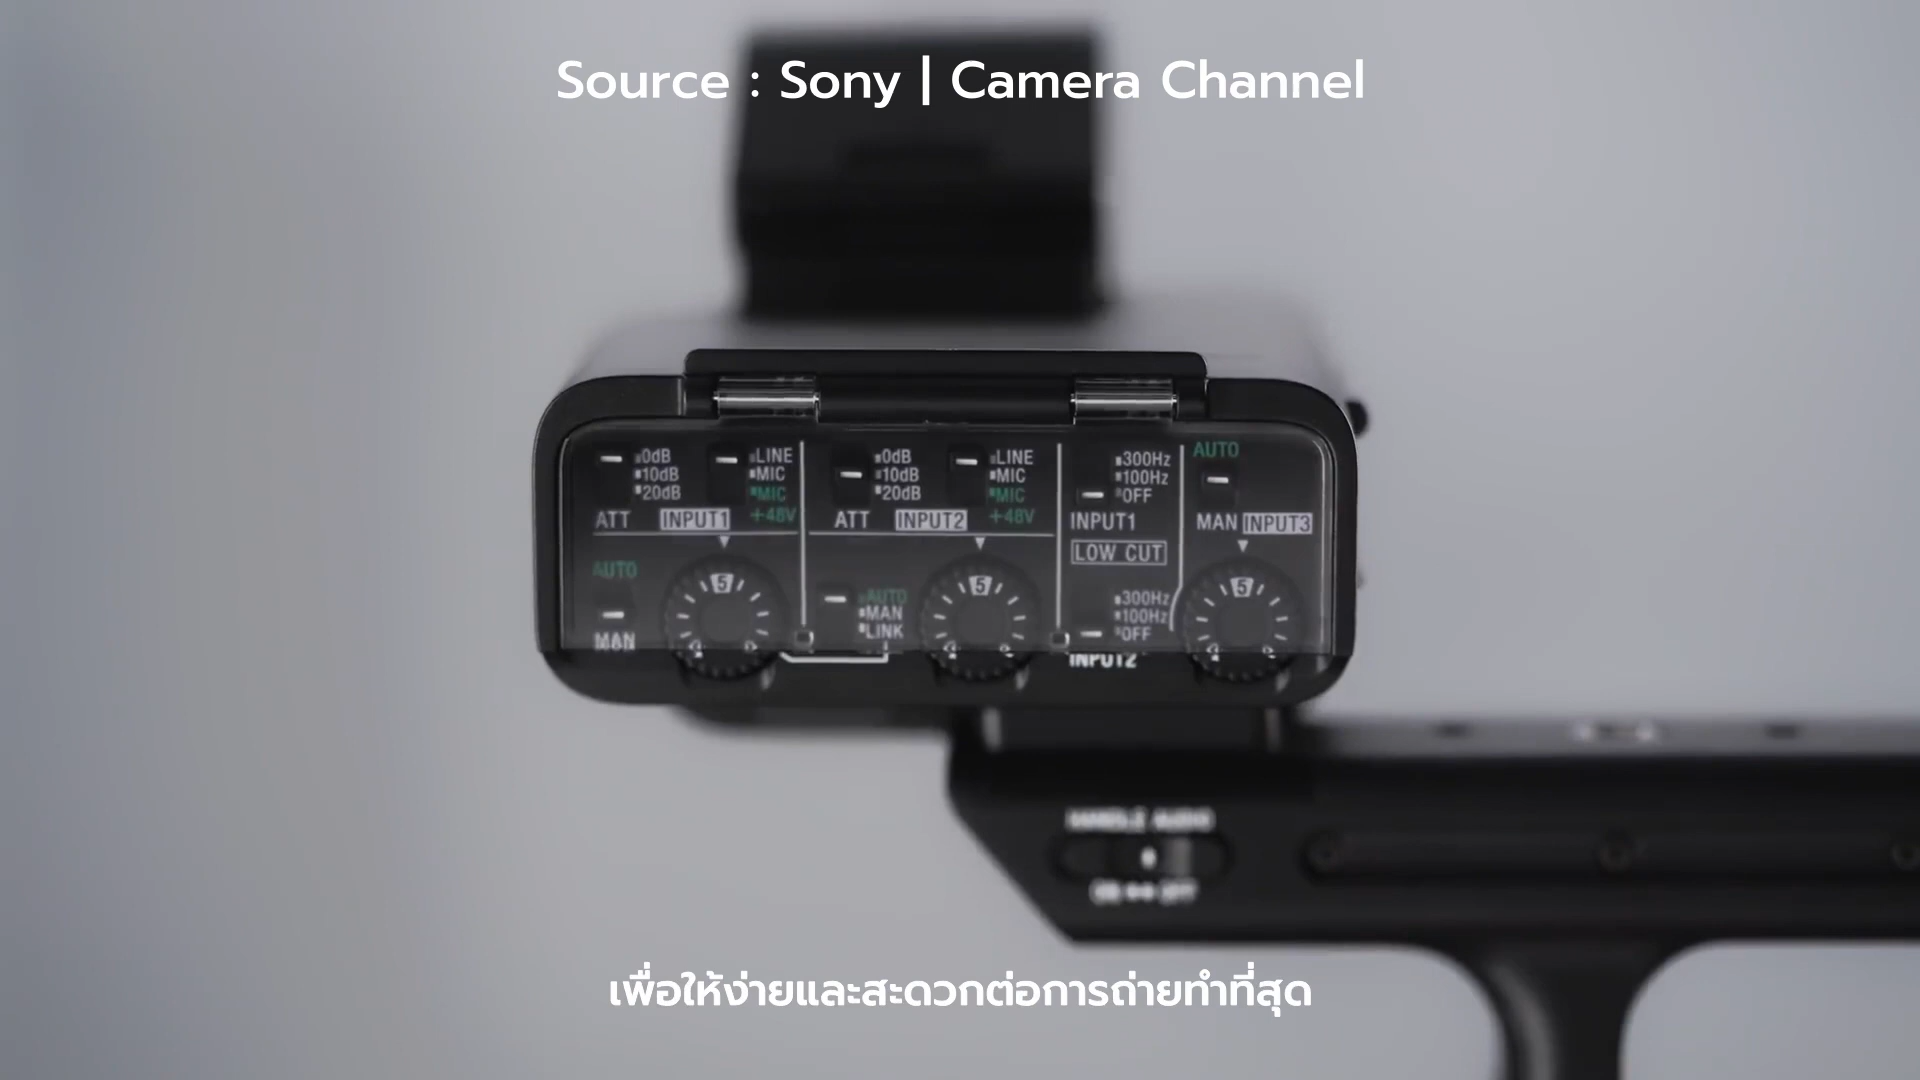 Source : Sony | Camera Channel
0dB
10dB
20dB
ATT
INPUT1
LINE
MIC
MIC
+48V
AUTO
MAN
5
0dB
10dB
20dB
ATT
INPUT2
LINE
MIC
MIC
+48V
AUTO
MAN
LINK
5
300Hz
100Hz
OFF
INPUT1
LOW CUT
300Hz
100Hz
OFF
INPUT2
AUTO
MAN INPUT3
5
HANDLE AUDIO
เพื่อให้ง่ายและสะดวกต่อการถ่ายทำที่สุด